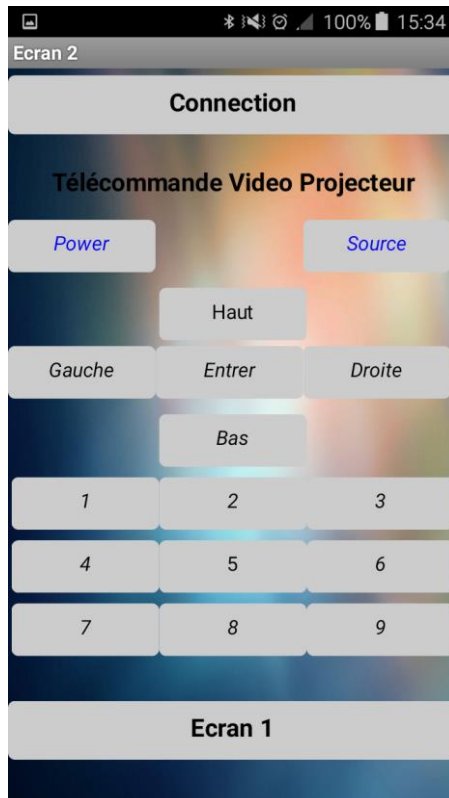 100% 15:34
Ecran 2
Connection
Télécommande Video Projecteur
Power Source
Haut
Gauche Entrer Droite
Bas
1 2 3
4 5 6
7 8 9
Ecran 1